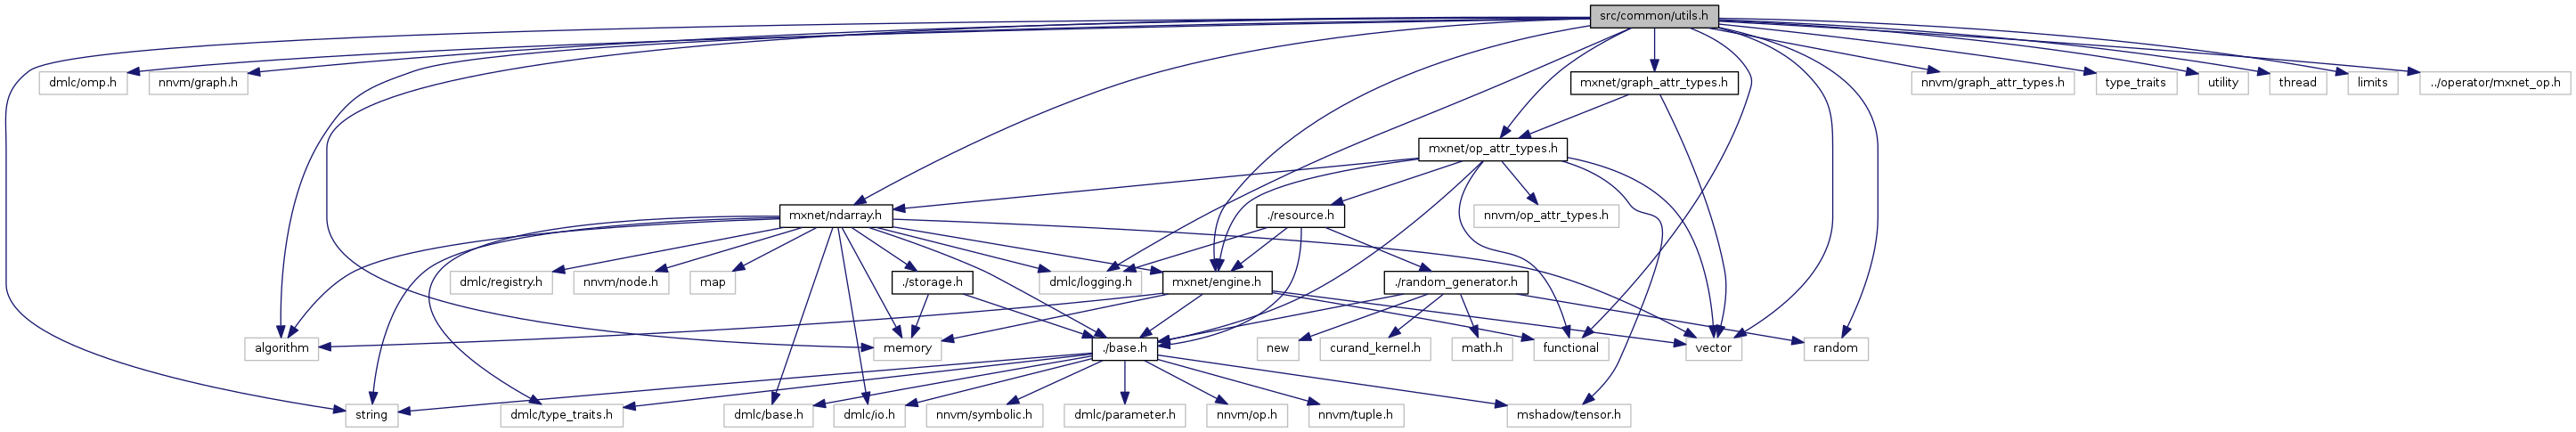 src/common/utils.h
dmlc/omp.h
nnvm/graph.h
mxnet/graph_attr_types.h
nnvm/graph_attr_types.h
type_traits
utility
thread
limits
../operator/mxnet_op.h
mxnet/op_attr_types.h
mxnet/ndarray.h
./resource.h
nnvm/op_attr_types.h
dmlc/registry.h
nnvm/node.h
map
./storage.h
dmlc/logging.h
mxnet/engine.h
./random_generator.h
algorithm
memory
./base.h
new
curand_kernel.h
math.h
functional
vector
random
string
dmlc/type_traits.h
dmlc/base.h
dmlc/io.h
nnvm/symbolic.h
dmlc/parameter.h
nnvm/op.h
nnvm/tuple.h
mshadow/tensor.h